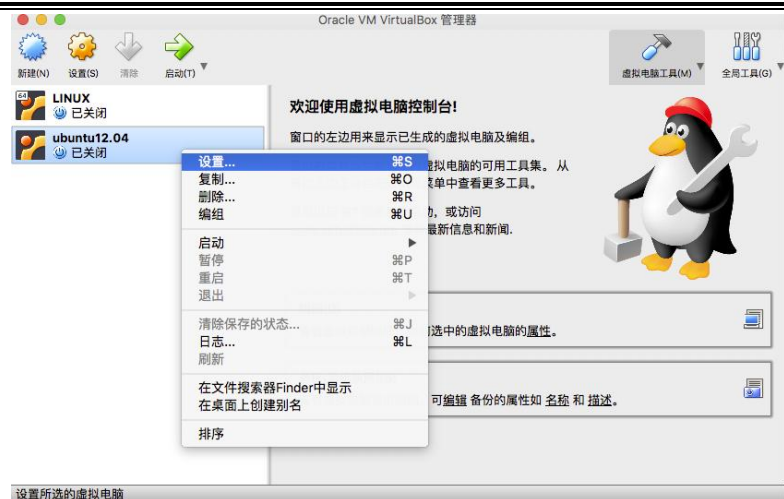 Oracle VM VirtualBox 管理器
新建(N) 设置(S) 清除 启动(T) 虚拟电脑工具(M) 全局工具(G)
64 LINUX
已关闭
ubuntu12.04
已关闭
欢迎使用虚拟电脑控制台!
窗口的左边用来显示已生成的虚拟电脑及编组。
虚拟电脑的可用工具集。 从
菜单中查看更多工具。
或访问
最新信息和新闻.
选中的虚拟电脑的属性。
可编辑 备份的属性如 名称 和 描述。
设置... ⌘S
复制... ⌘O
删除... ⌘R
编组 ⌘U
启动
暂停 ⌘P
重启 ⌘T
退出
清除保存的状态... ⌘J
日志... ⌘L
刷新
在文件搜索器Finder中显示
在桌面上创建别名
排序
设置所选的虚拟电脑